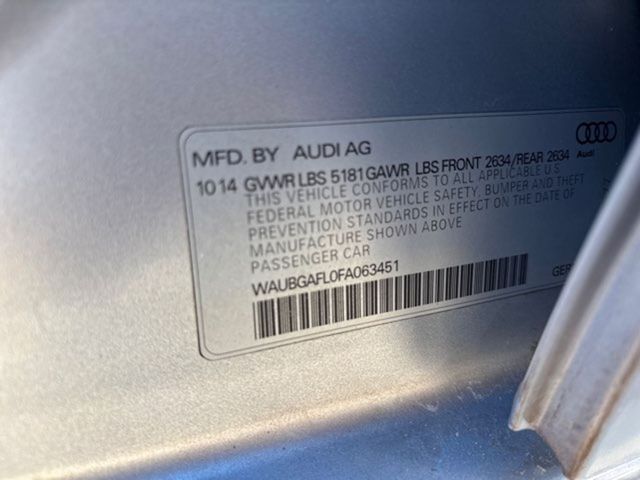 MFD. BY AUDI AG
Audi
10 14 GVWR LBS 5181 GAWR LBS FRONT 2634/REAR 2634
THIS VEHICLE CONFORMS TO ALL APPLICABLE U.S
FEDERAL MOTOR VEHICLE SAFETY, BUMPER AND THEFT
PREVENTION STANDARDS IN EFFECT ON THE DATE OF
MANUFACTURE SHOWN ABOVE
PASSENGER CAR
WAUBGAFL0FA063451
GER